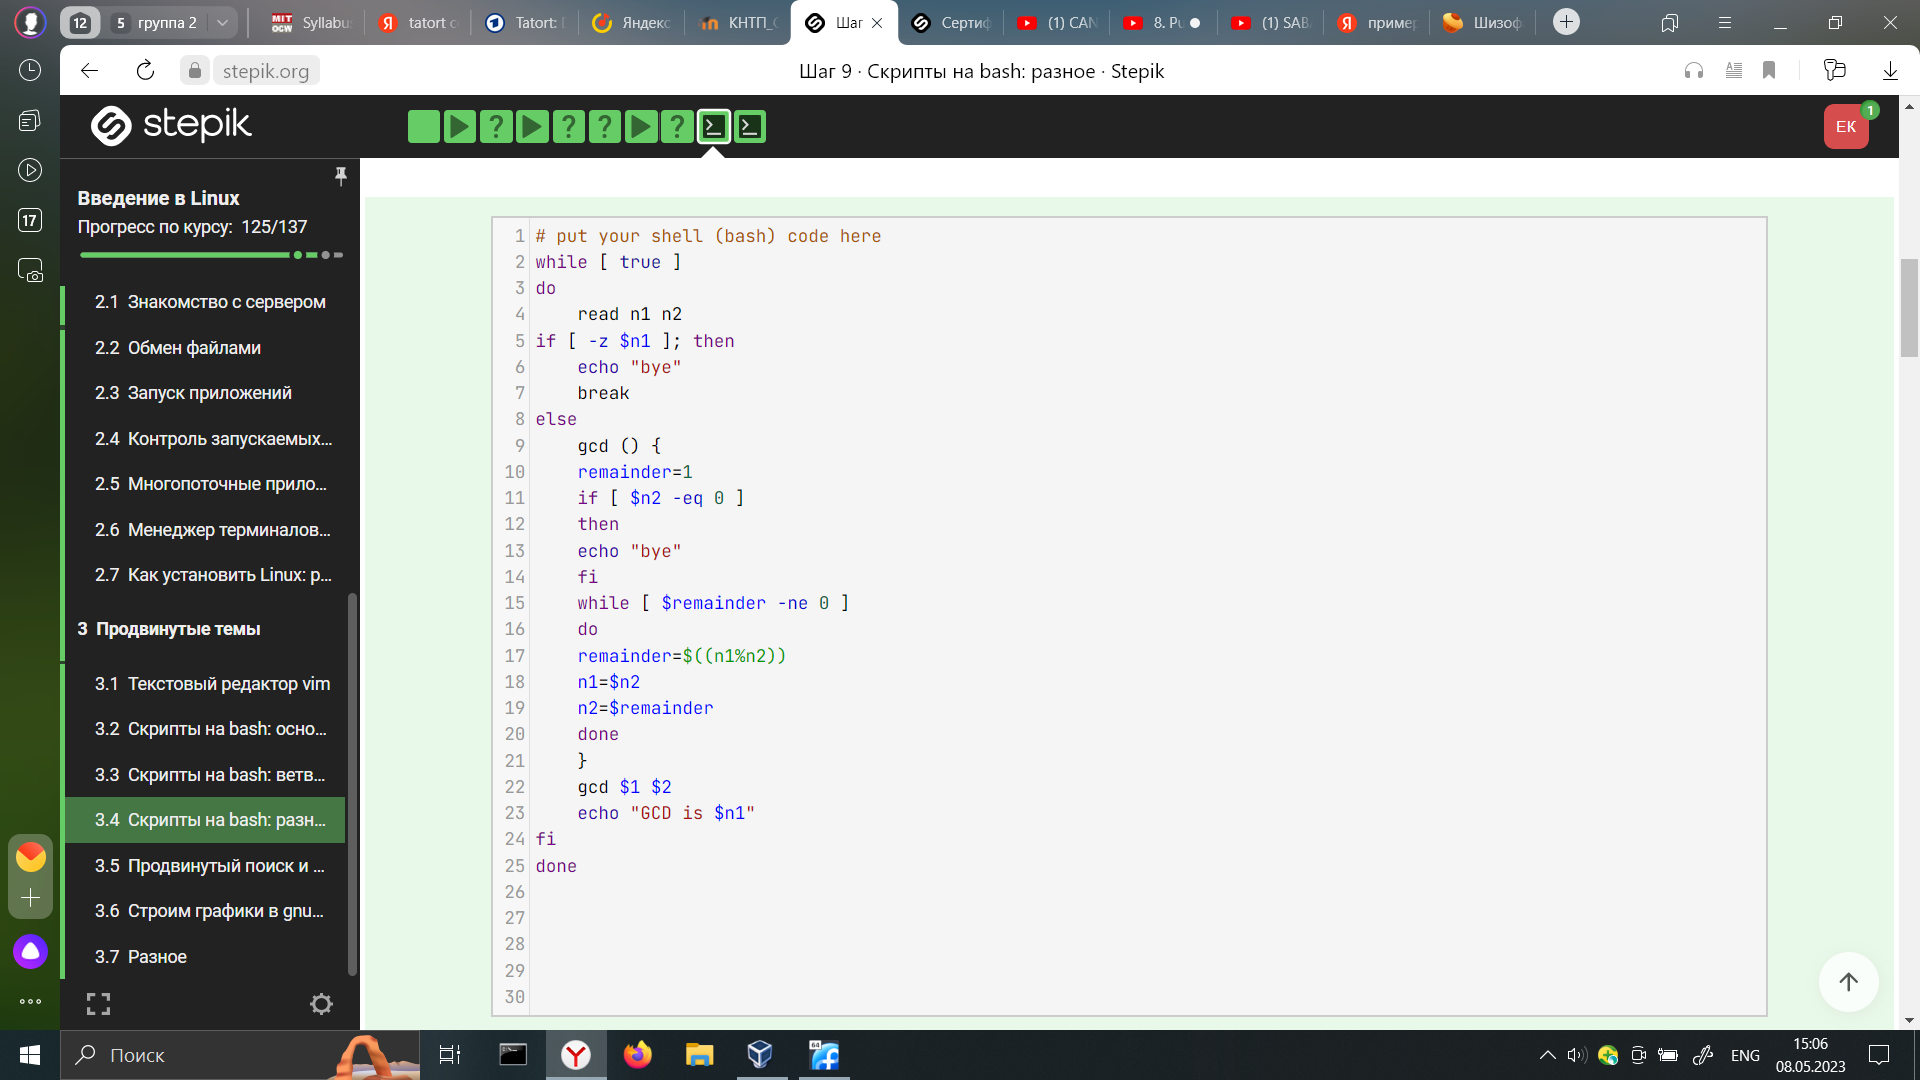 12
5 группа 2
MIT OCW Syllabu
tatort c
Tatort:
Яндекс
КНТП_
Шаг
Сертиф
(1) CAN
8. Pu
(1) SAB
пример
Шизоф
stepik.org
Шаг 9 · Скрипты на bash: разное · Stepik
17
stepik
EK
1
Введение в Linux
Прогресс по курсу: 125/137
2.1 Знакомство с сервером
2.2 Обмен файлами
2.3 Запуск приложений
2.4 Контроль запускаемых...
2.5 Многопоточные прило...
2.6 Менеджер терминалов...
2.7 Как установить Linux: р...
3 Продвинутые темы
3.1 Текстовый редактор vim
3.2 Скрипты на bash: осно...
3.3 Скрипты на bash: ветв...
3.4 Скрипты на bash: разн...
3.5 Продвинутый поиск и ...
3.6 Строим графики в gnu...
3.7 Разное
1 # put your shell (bash) code here
2 while [ true ]
3 do
4 read n1 n2
5 if [ -z $n1 ]; then
6 echo "bye"
7 break
8 else
9 gcd () {
10 remainder=1
11 if [ $n2 -eq 0 ]
12 then
13 echo "bye"
14 fi
15 while [ $remainder -ne 0 ]
16 do
17 remainder=$((n1%n2))
18 n1=$n2
19 n2=$remainder
20 done
21 }
22 gcd $1 $2
23 echo "GCD is $n1"
24 fi
25 done
26
27
28
29
30
Поиск
64
ENG
15:06
08.05.2023